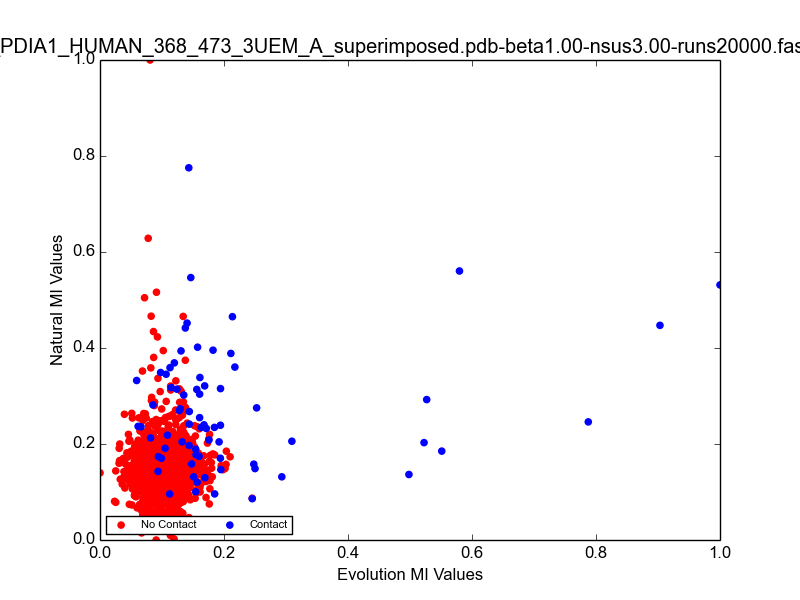 PDIA1_HUMAN_368_473_3UEM_A_superimposed.pdb-beta1.00-nsus3.00-runs20000.fas
1.0
0.8
0.6
0.4
0.2
0.0
Natural MI Values
No Contact
Contact
0.0 0.2 0.4 0.6 0.8 1.0
Evolution MI Values